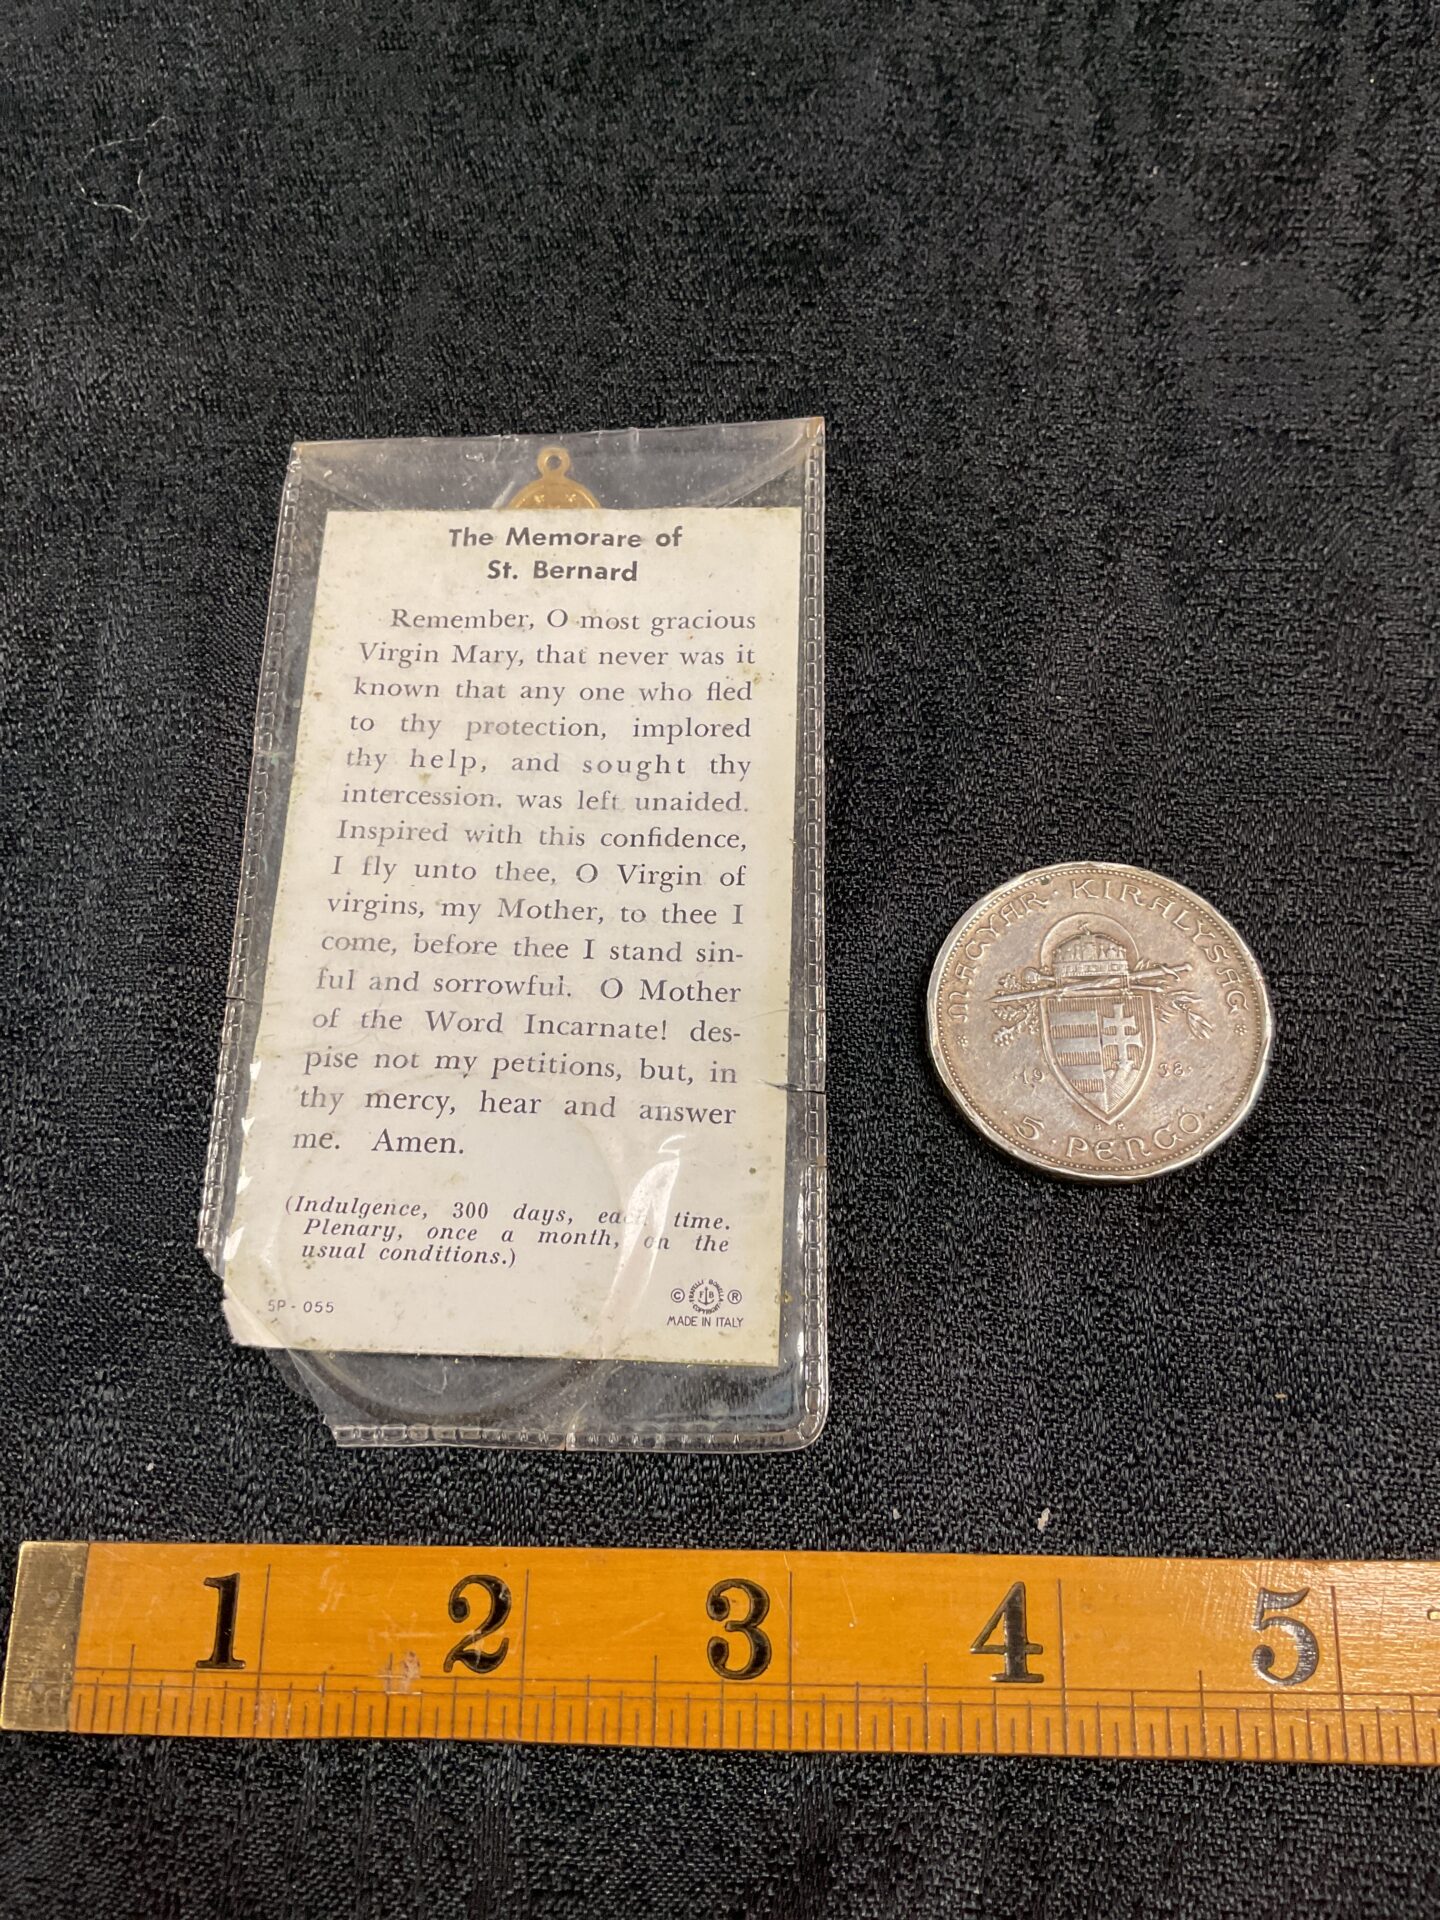 The Memorare of
St. Bernard
Remember, O most gracious
Virgin Mary, that never was it
known that any one who fled
to thy protection, implored
thy help, and sought thy
intercession, was left unaided.
Inspired with this confidence,
I fly unto thee, O Virgin of
virgins, my Mother, to thee I
come, before thee I stand sin-
ful and sorrowful. O Mother
of the Word Incarnate! des-
pise not my petitions, but, in
thy mercy, hear and answer
me. Amen.
(Indulgence, 300 days, each time.
Plenary, once a month, on the
usual conditions.)
SP - 055
© FRATELLI BONELLA COPYRIGHT F B ®
MADE IN ITALY
* MAGYAR · KIRÁLYSÁG *
19 38
5 · PENGŐ
1 2 3 4 5